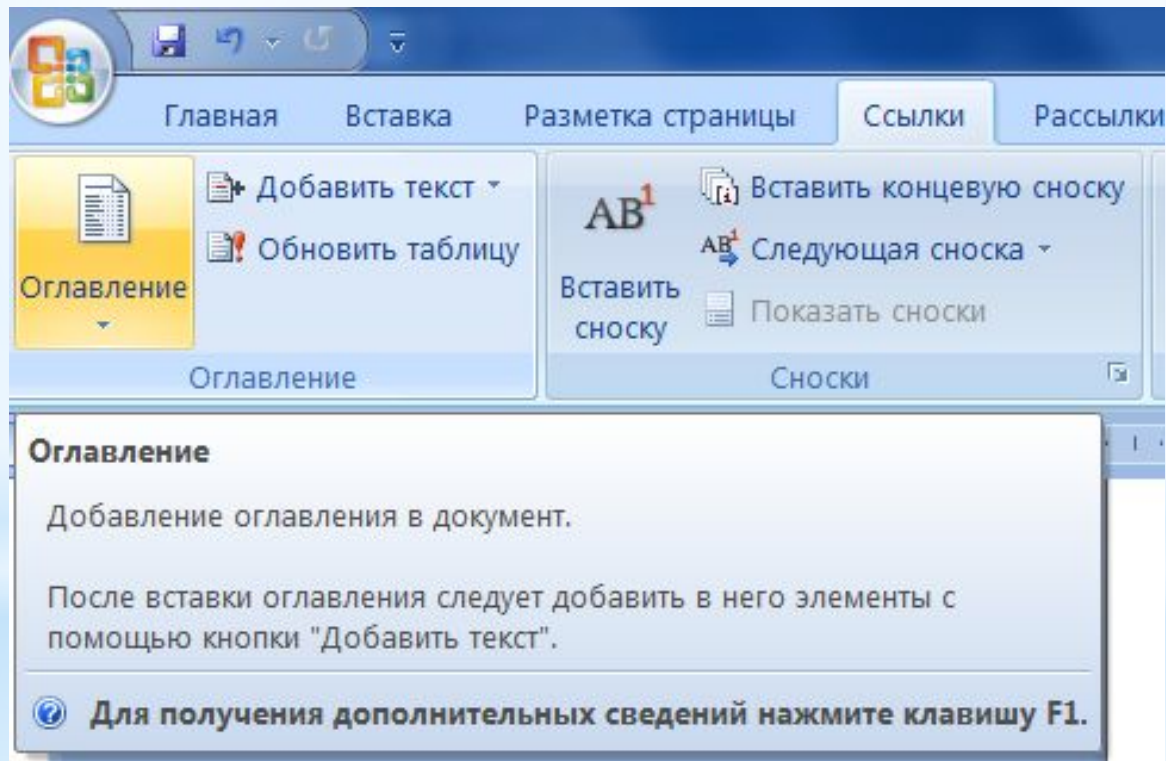 Главная Вставка Разметка страницы Ссылки Рассылки
Оглавление
Добавить текст
Обновить таблицу
Оглавление
AB1
Вставить
сноску
Вставить концевую сноску
AB1 Следующая сноска
Показать сноски
Сноски
Оглавление
Добавление оглавления в документ.
После вставки оглавления следует добавить в него элементы с
помощью кнопки "Добавить текст".
Для получения дополнительных сведений нажмите клавишу F1.